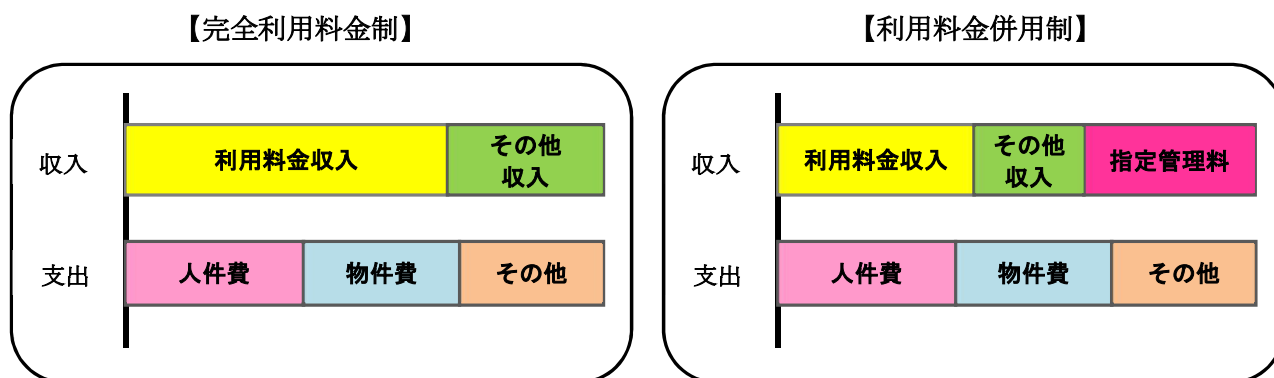 【完全利用料金制】
収入
利用料金収入
その他
収入
支出
人件費
物件費
その他
【利用料金併用制】
収入
利用料金収入
その他
収入
指定管理料
支出
人件費
物件費
その他